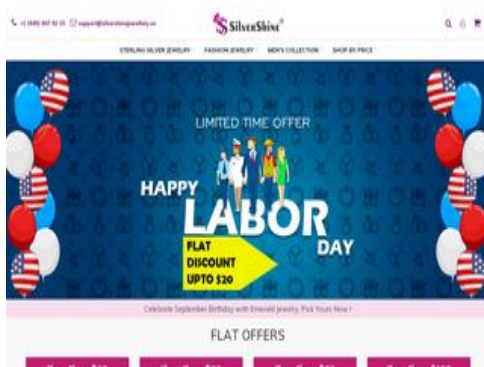 SilverShine®
STERLING SILVER JEWELRY
FASHION JEWELRY
MEN'S COLLECTION
SHOP BY PRICE
LIMITED TIME OFFER
HAPPY
LABOR
DAY
FLAT
DISCOUNT
UPTO $20
Celebrate September Birthday with Emerald Jewelry, Pick Yours Now !
FLAT OFFERS